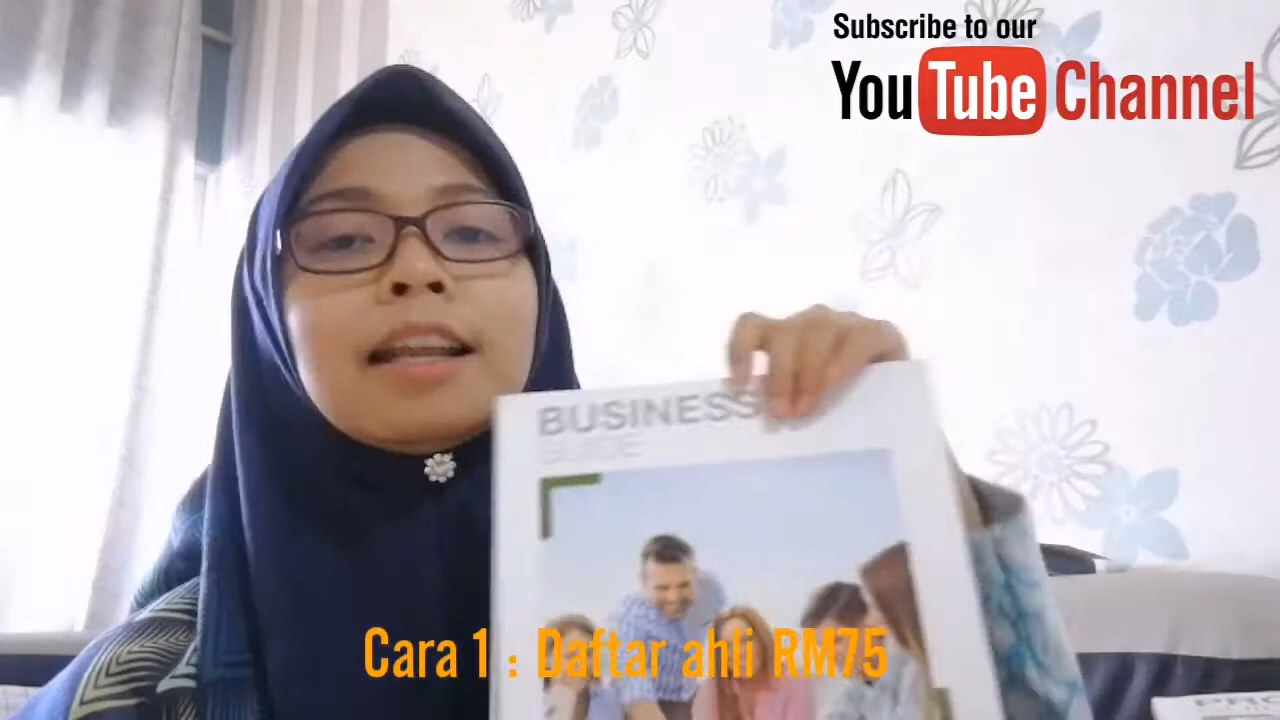 Subscribe to our
YouTube Channel
BUSINESS
GUIDE
Cara 1 : Daftar ahli RM75